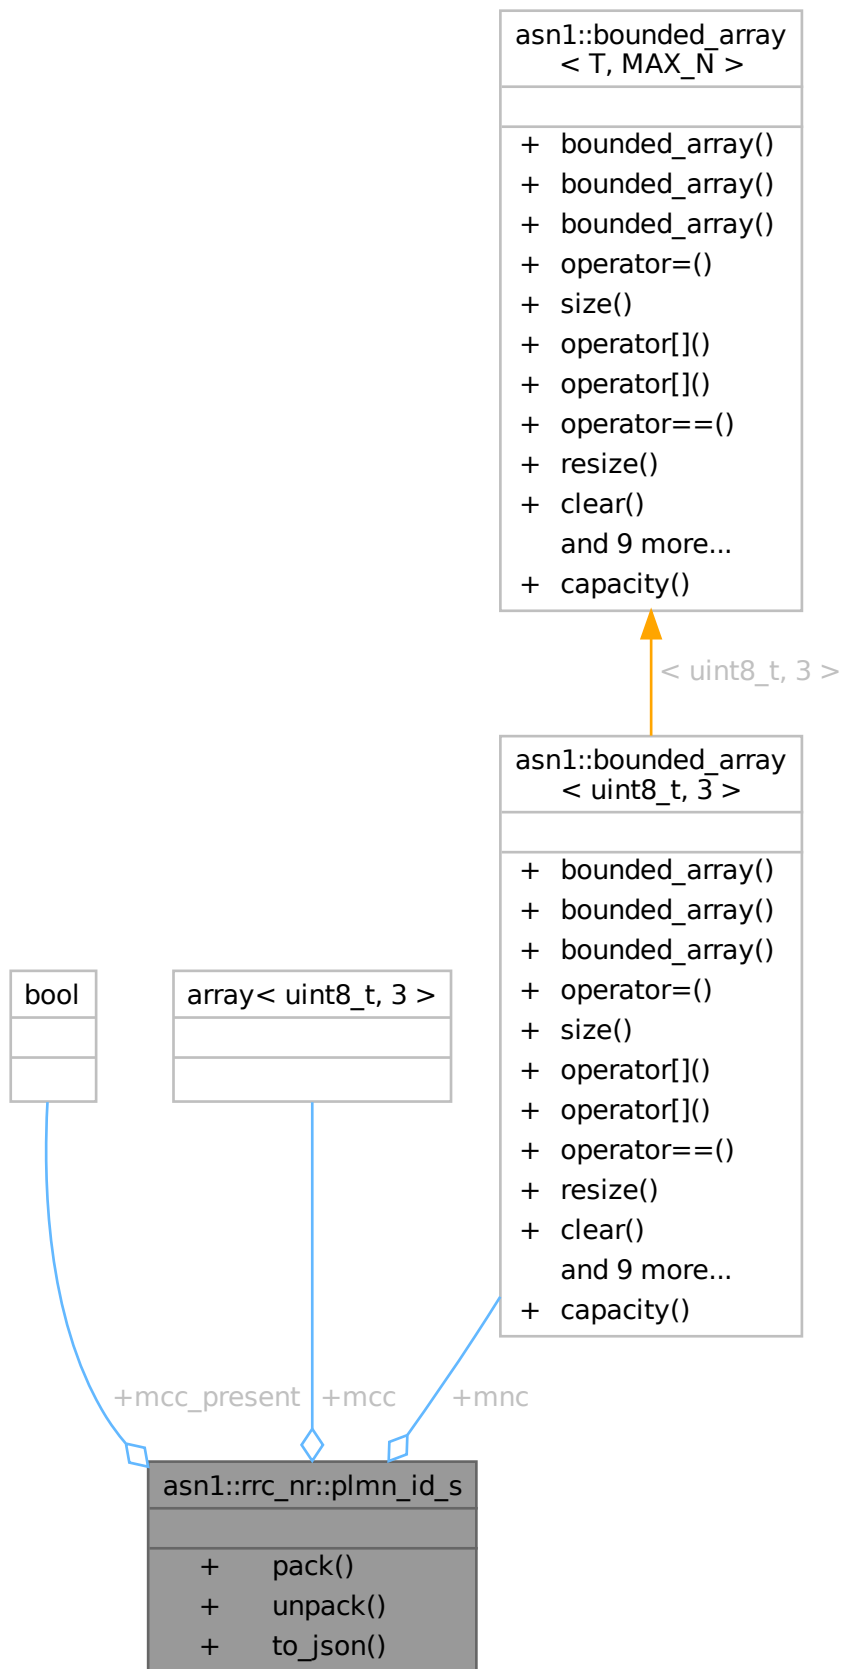 asn1::bounded_array
< T, MAX_N >
+ bounded_array()
+ bounded_array()
+ bounded_array()
+ operator=()
+ size()
+ operator[]()
+ operator[]()
+ operator==()
+ resize()
+ clear()
and 9 more...
+ capacity()
< uint8_t, 3 >
asn1::bounded_array
< uint8_t, 3 >
+ bounded_array()
+ bounded_array()
+ bounded_array()
+ operator=()
+ size()
+ operator[]()
+ operator[]()
+ operator==()
+ resize()
+ clear()
and 9 more...
+ capacity()
bool
array< uint8_t, 3 >
+mcc_present
+mcc
+mnc
asn1::rrc_nr::plmn_id_s
+ pack()
+ unpack()
+ to_json()